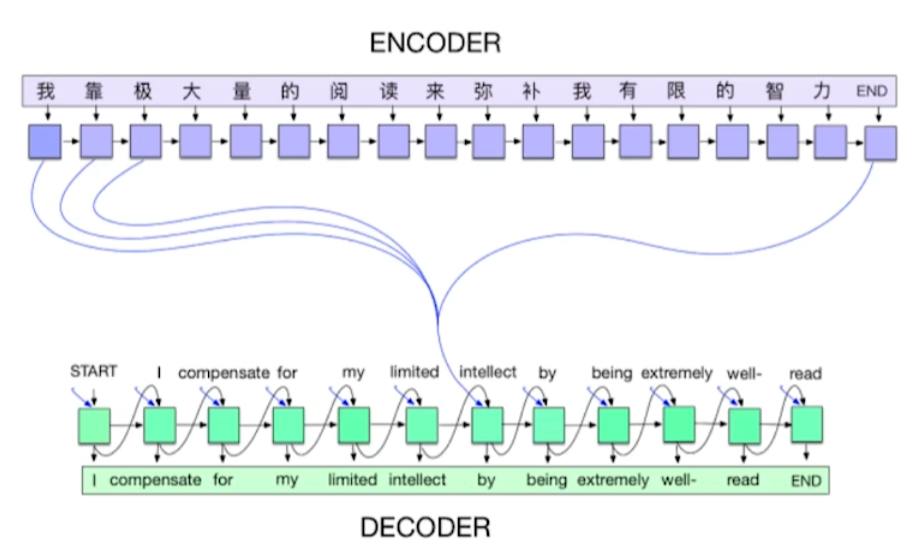 ENCODER
我 靠 极 大 量 的 阅 读 来 弥 补 我 有 限 的 智 力 END
START I compensate for my limited intellect by being extremely well- read
I compensate for my limited intellect by being extremely well- read END
DECODER